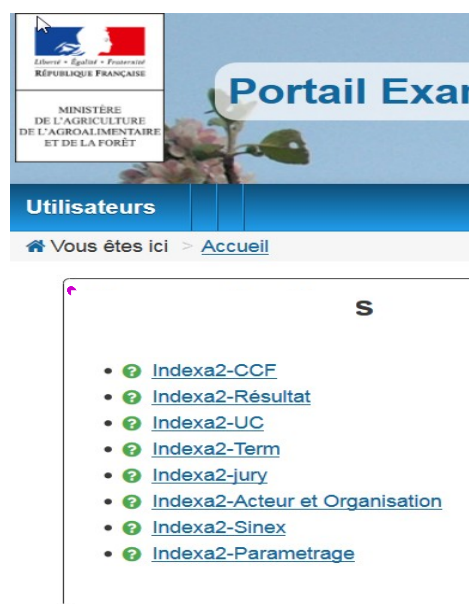 Liberté • Égalité • Fraternité
RÉPUBLIQUE FRANÇAISE
MINISTÈRE
DE L'AGRICULTURE
DE L'AGROALIMENTAIRE
ET DE LA FORÊT
Portail Exa
Utilisateurs
Vous êtes ici > Accueil
S
? Indexa2-CCF
? Indexa2-Résultat
? Indexa2-UC
? Indexa2-Term
? Indexa2-jury
? Indexa2-Acteur et Organisation
? Indexa2-Sinex
? Indexa2-Parametrage